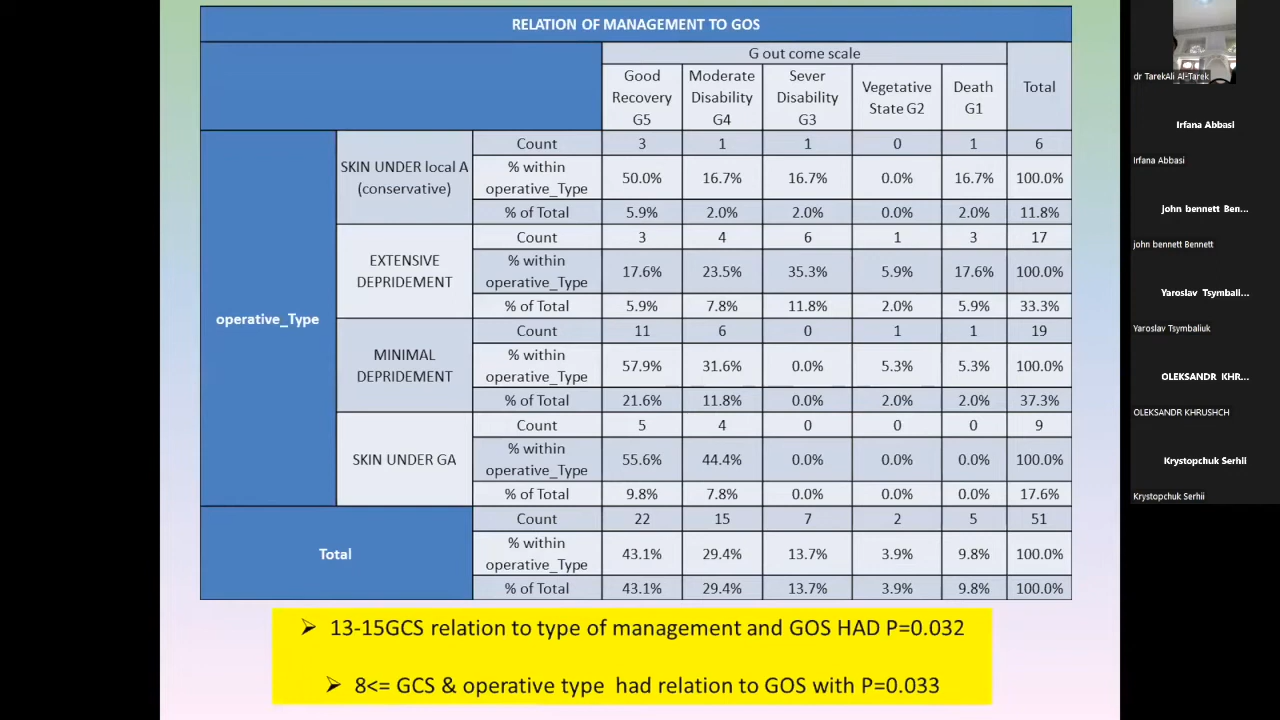 RELATION OF MANAGEMENT TO GOS
G out come scale
Good Recovery G5 Moderate Disability G4 Sever Disability G3 Vegetative State G2 Death G1 Total
operative_Type
SKIN UNDER local A (conservative)
Count 3 1 1 0 1 6
% within operative_Type 50.0% 16.7% 16.7% 0.0% 16.7% 100.0%
% of Total 5.9% 2.0% 2.0% 0.0% 2.0% 11.8%
EXTENSIVE DEPRIDEMENT
Count 3 4 6 1 3 17
% within operative_Type 17.6% 23.5% 35.3% 5.9% 17.6% 100.0%
% of Total 5.9% 7.8% 11.8% 2.0% 5.9% 33.3%
MINIMAL DEPRIDEMENT
Count 11 6 0 1 1 19
% within operative_Type 57.9% 31.6% 0.0% 5.3% 5.3% 100.0%
% of Total 21.6% 11.8% 0.0% 2.0% 2.0% 37.3%
SKIN UNDER GA
Count 5 4 0 0 0 9
% within operative_Type 55.6% 44.4% 0.0% 0.0% 0.0% 100.0%
% of Total 9.8% 7.8% 0.0% 0.0% 0.0% 17.6%
Total
Count 22 15 7 2 5 51
% within operative_Type 43.1% 29.4% 13.7% 3.9% 9.8% 100.0%
% of Total 43.1% 29.4% 13.7% 3.9% 9.8% 100.0%
➢ 13-15GCS relation to type of management and GOS HAD P=0.032
➢ 8<= GCS & operative type had relation to GOS with P=0.033
dr TarekAli Al-Tarek
Irfana Abbasi
Irfana Abbasi
john bennett Ben...
john bennett Bennett
Yaroslav Tsymbali...
Yaroslav Tsymbaliuk
OLEKSANDR KHR...
OLEKSANDR KHRUSHCH
Krystopchuk Serhii
Krystopchuk Serhii